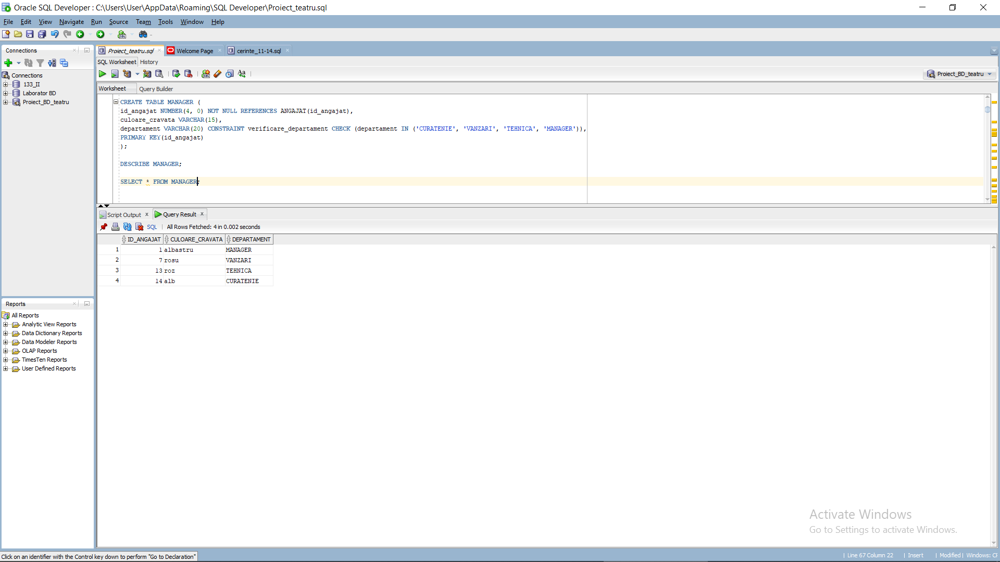 Oracle SQL Developer : C:\Users\User\AppData\Roaming\SQL Developer\Proiect_teatru.sql
File Edit View Navigate Run Source Team Tools Window Help
Connections
Proiect_teatru.sql Welcome Page cerinte_11-14.sql
SQL Worksheet History
Proiect_BD_teatru
Worksheet Query Builder
Connections
133_II
Laborator BD
Proiect_BD_teatru
CREATE TABLE MANAGER (
id_angajat NUMBER(4, 0) NOT NULL REFERENCES ANGAJAT(id_angajat),
culoare_cravata VARCHAR(15),
departament VARCHAR(20) CONSTRAINT verificare_departament CHECK (departament IN ('CURATENIE', 'VANZARI', 'TEHNICA', 'MANAGER')),
PRIMARY KEY(id_angajat)
);
DESCRIBE MANAGER;
SELECT * FROM MANAGER;
Script Output Query Result
SQL All Rows Fetched: 4 in 0.002 seconds
ID_ANGAJAT CULOARE_CRAVATA DEPARTAMENT
1 1 albastru MANAGER
2 7 rosu VANZARI
3 13 roz TEHNICA
4 14 alb CURATENIE
Reports
All Reports
Analytic View Reports
Data Dictionary Reports
Data Modeler Reports
OLAP Reports
TimesTen Reports
User Defined Reports
Activate Windows
Go to Settings to activate Windows.
Click on an identifier with the Control key down to perform "Go to Declaration"
Line 67 Column 22 Insert Modified Windows: